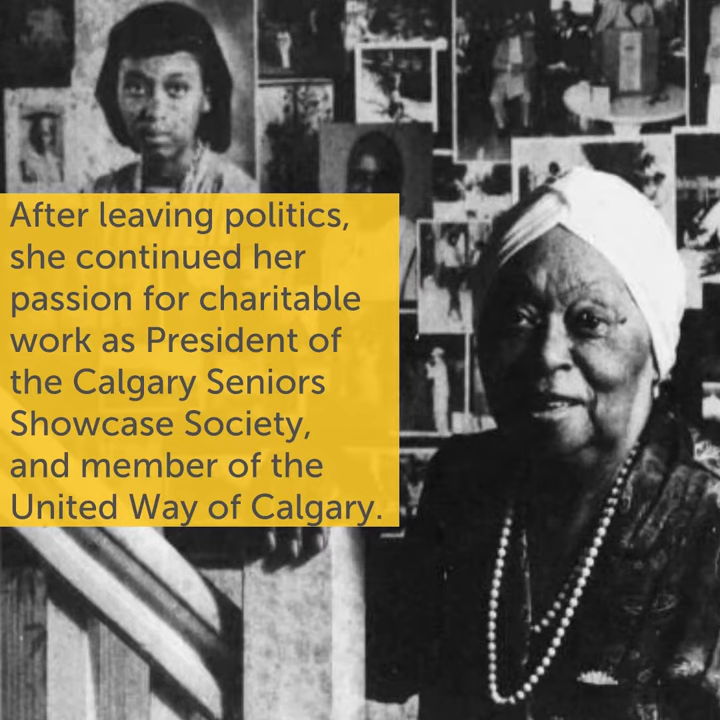 After leaving politics,
she continued her
passion for charitable
work as President of
the Calgary Seniors
Showcase Society,
and member of the
United Way of Calgary.